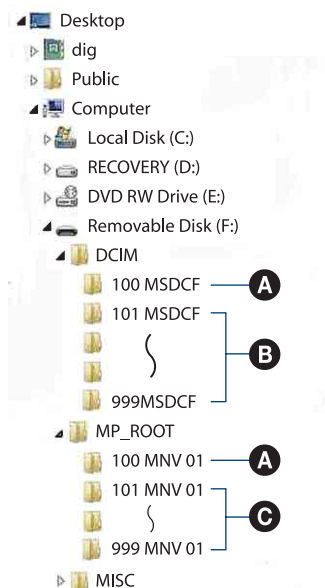 Desktop
dig
Public
Computer
Local Disk (C:)
RECOVERY (D:)
DVD RW Drive (E:)
Removable Disk (F:)
DCIM
100 MSDCF A
101 MSDCF
B
999MSDCF
MP_ROOT
100 MNV 01 A
101 MNV 01
C
999 MNV 01
MISC